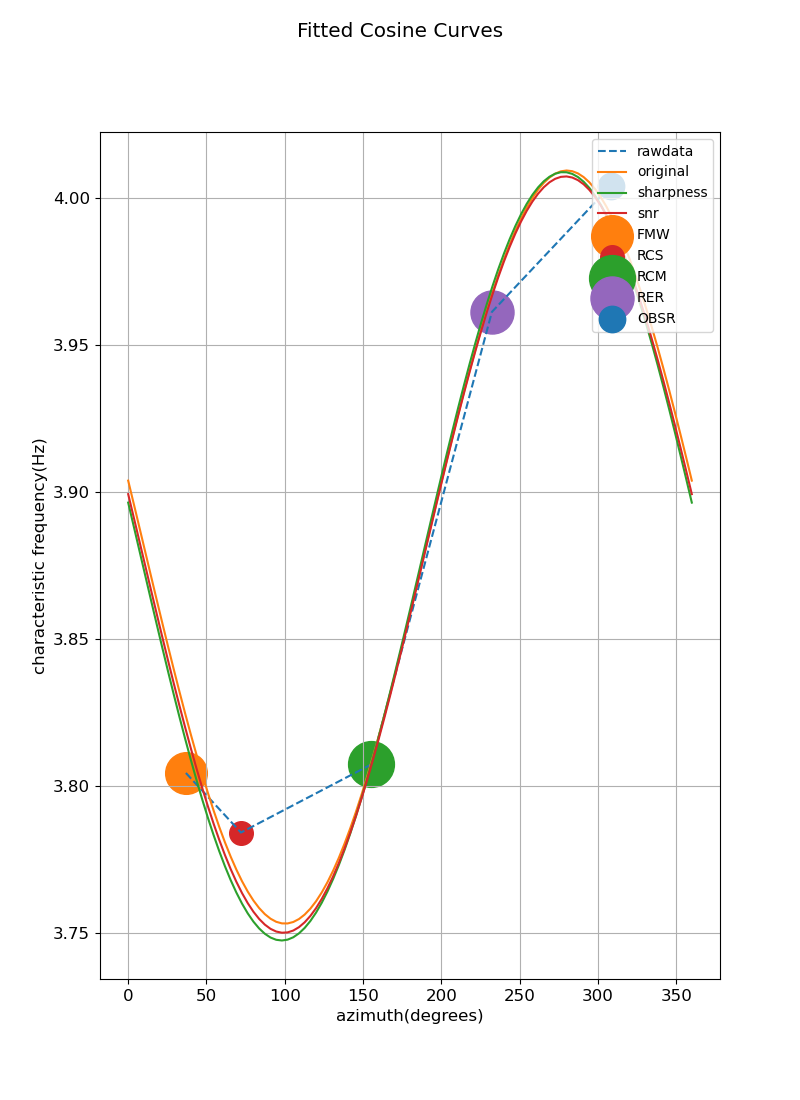 Fitted Cosine Curves
rawdata
original
sharpness
snr
FMW
RCS
RCM
RER
OBSR
4.00
3.95
3.90
3.85
3.80
3.75
characteristic frequency(Hz)
0 50 100 150 200 250 300 350
azimuth(degrees)